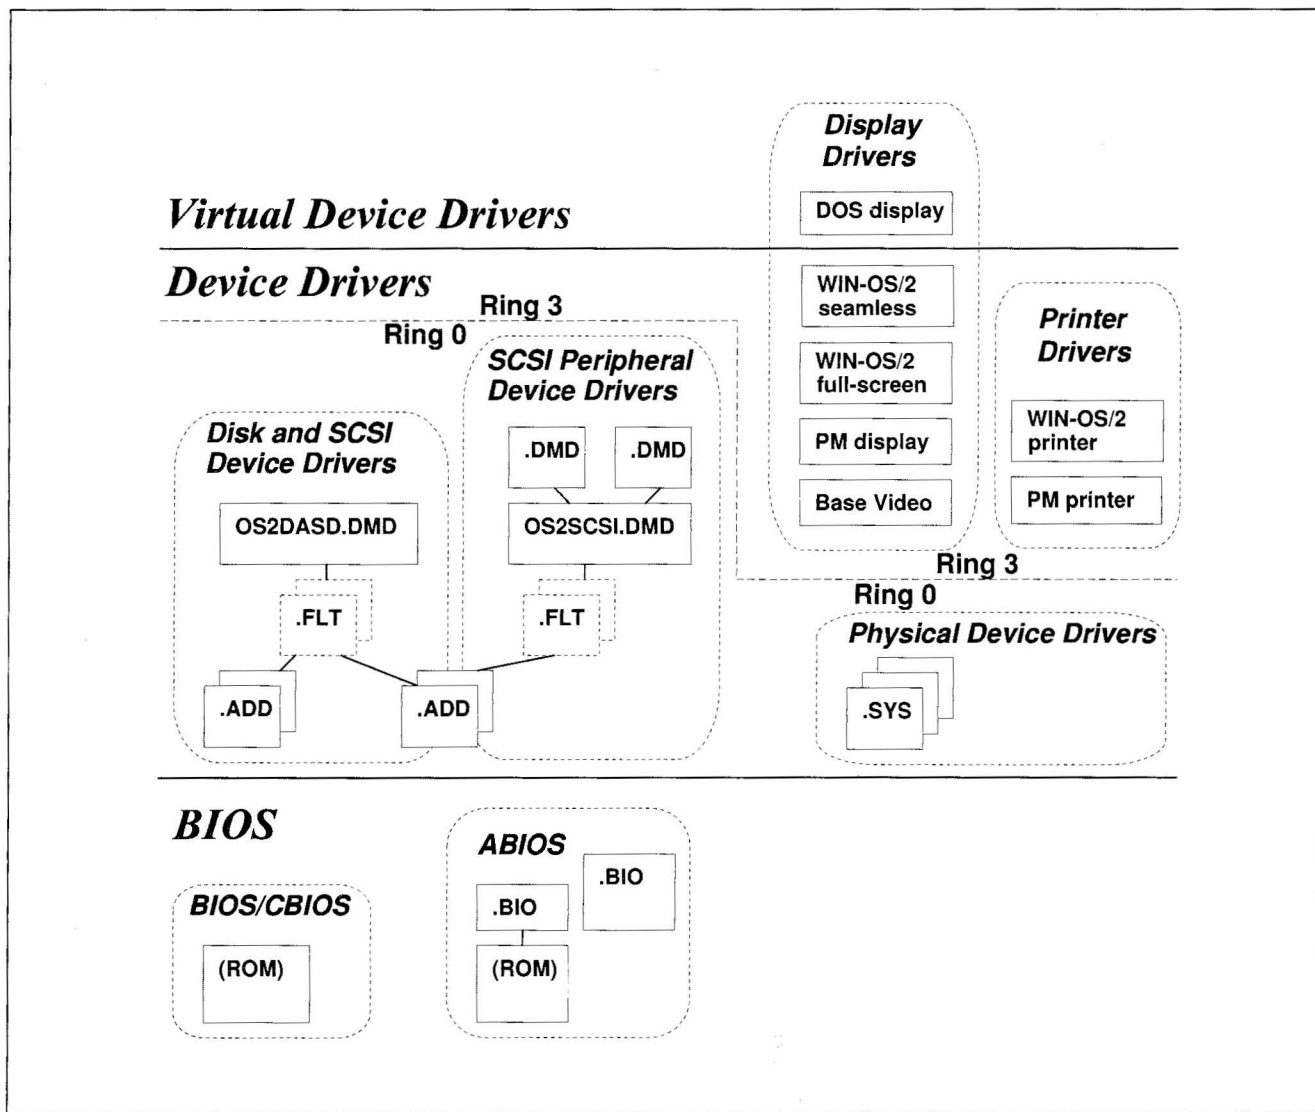 Display
Drivers
Virtual Device Drivers
DOS display
Device Drivers
Ring 3
Ring 0
WIN-OS/2
seamless
WIN-OS/2
full-screen
PM display
Base Video
Printer
Drivers
WIN-OS/2
printer
PM printer
SCSI Peripheral
Device Drivers
.DMD
.DMD
OS2SCSI.DMD
.FLT
Disk and SCSI
Device Drivers
OS2DASD.DMD
.FLT
.ADD
.ADD
Ring 3
Ring 0
Physical Device Drivers
.SYS
BIOS
BIOS/CBIOS
(ROM)
ABIOS
.BIO
.BIO
(ROM)